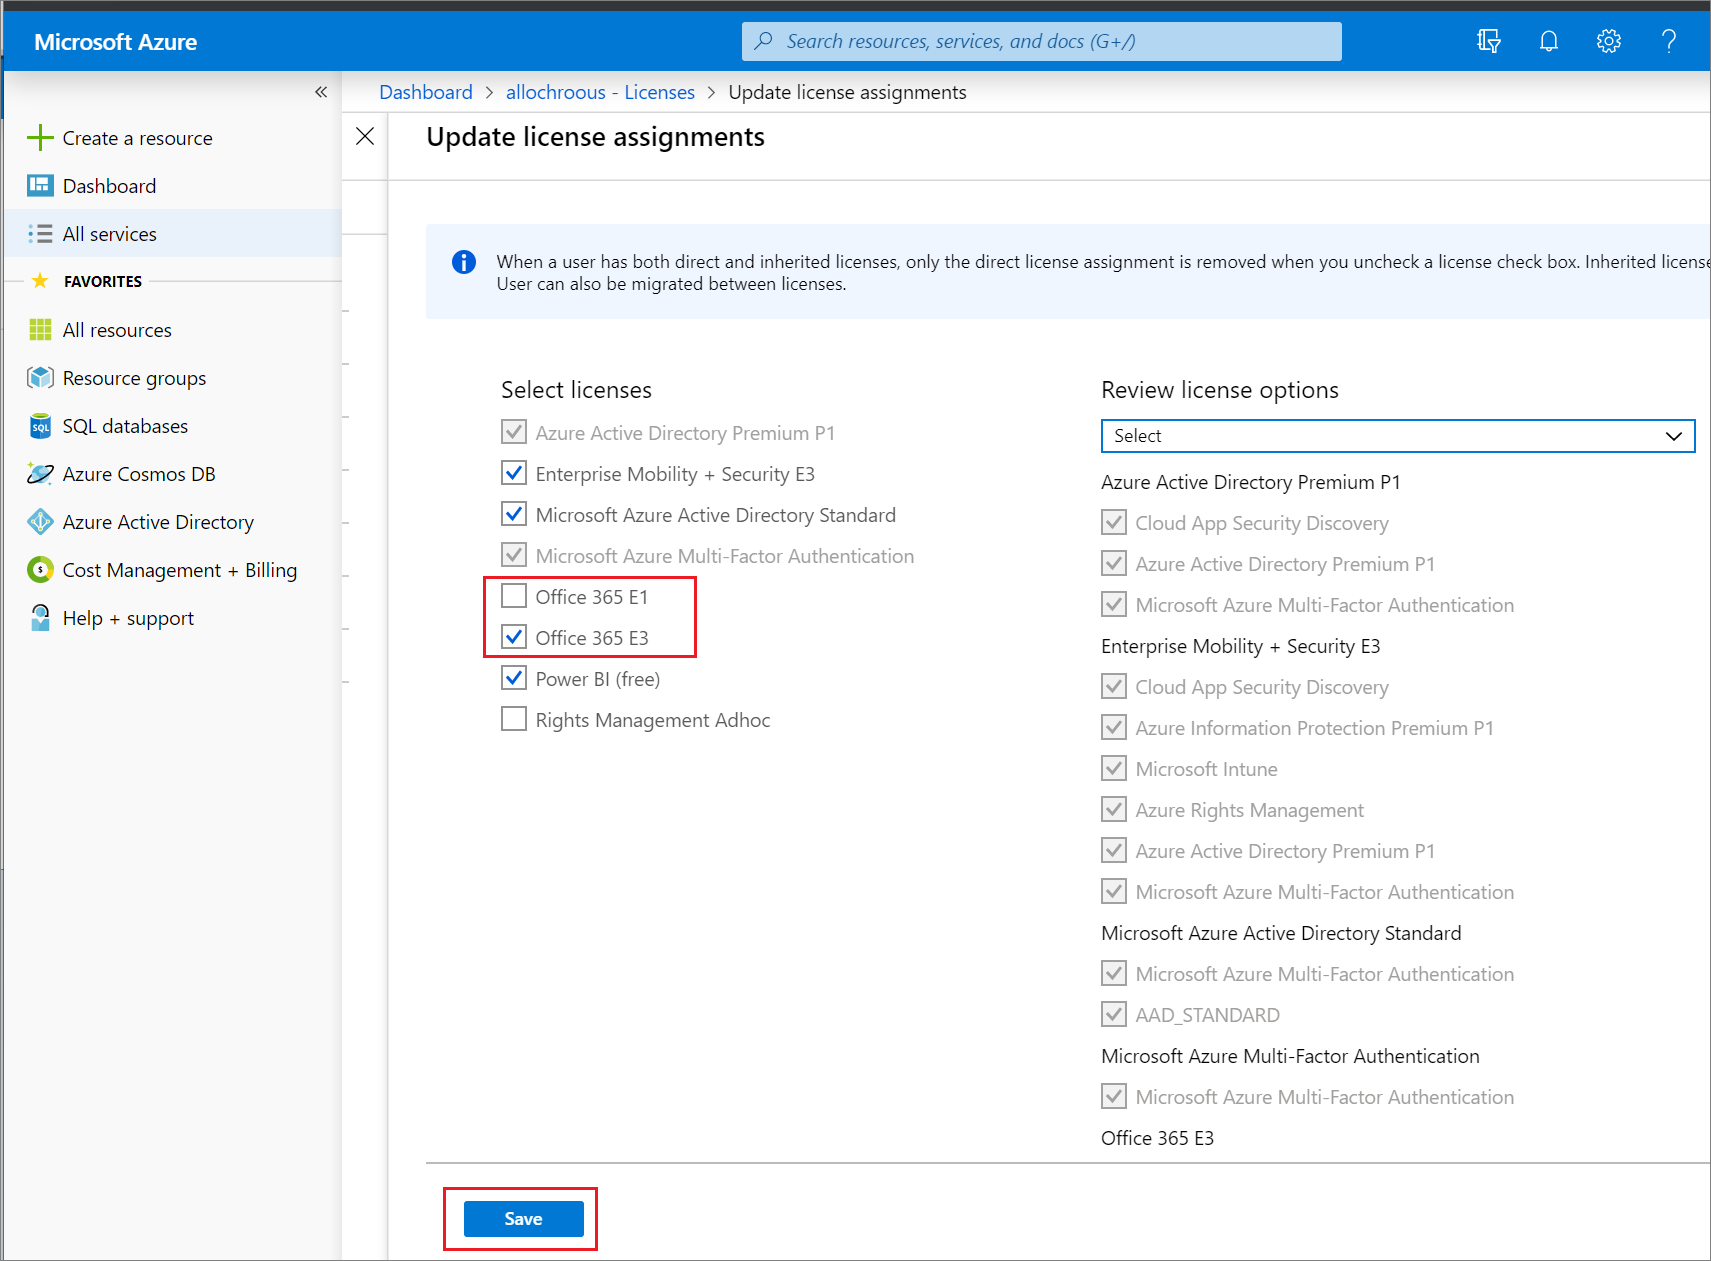 Microsoft Azure
Search resources, services, and docs (G+/)
Create a resource
Dashboard
All services
FAVORITES
All resources
Resource groups
SQL
SQL databases
Azure Cosmos DB
Azure Active Directory
Cost Management + Billing
Help + support
Dashboard > allochroous - Licenses > Update license assignments
Update license assignments
When a user has both direct and inherited licenses, only the direct license assignment is removed when you uncheck a license check box. Inherited license
User can also be migrated between licenses.
Select licenses
Azure Active Directory Premium P1
Enterprise Mobility + Security E3
Microsoft Azure Active Directory Standard
Microsoft Azure Multi-Factor Authentication
Office 365 E1
Office 365 E3
Power BI (free)
Rights Management Adhoc
Review license options
Select
Azure Active Directory Premium P1
Cloud App Security Discovery
Azure Active Directory Premium P1
Microsoft Azure Multi-Factor Authentication
Enterprise Mobility + Security E3
Cloud App Security Discovery
Azure Information Protection Premium P1
Microsoft Intune
Azure Rights Management
Azure Active Directory Premium P1
Microsoft Azure Multi-Factor Authentication
Microsoft Azure Active Directory Standard
Microsoft Azure Multi-Factor Authentication
AAD_STANDARD
Microsoft Azure Multi-Factor Authentication
Microsoft Azure Multi-Factor Authentication
Office 365 E3
Save